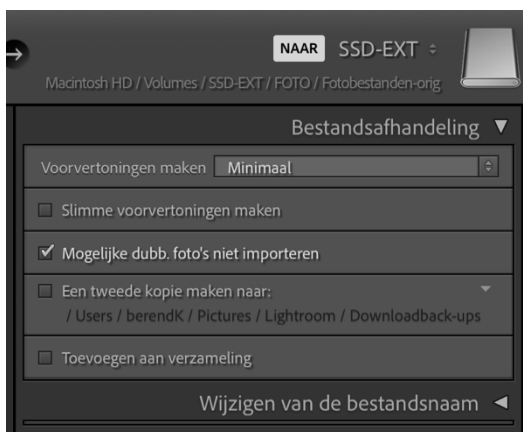 NAAR SSD-EXT
Macintosh HD / Volumes / SSD-EXT / FOTO / Fotobestanden-orig
Bestandsafhandeling
Voorvertoningen maken Minimaal
Slimme voorvertoningen maken
Mogelijke dubb. foto's niet importeren
Een tweede kopie maken naar:
/ Users / berendK / Pictures / Lightroom / Downloadback-ups
Toevoegen aan verzameling
Wijzigen van de bestandsnaam